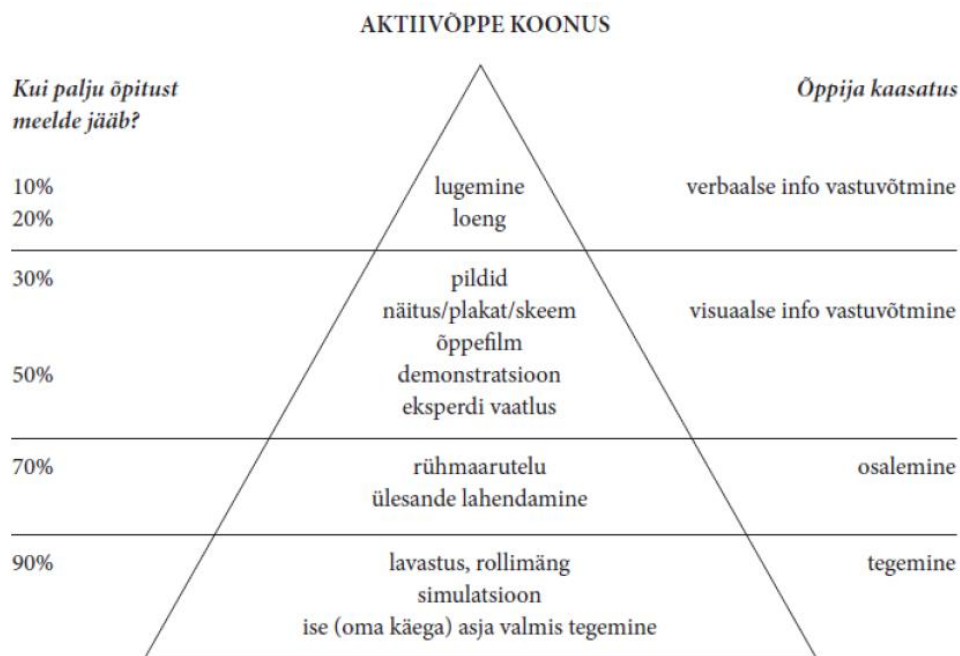 AKTIIVÕPPE KOONUS
Kui palju õpitust
meelde jääb?
Õppija kaasatus
10%
lugemine
verbaalse info vastuvõtmine
20%
loeng
30%
pildid
näitus/plakat/skeem
visuaalse info vastuvõtmine
õppefilm
50%
demonstratsioon
eksperdi vaatlus
70%
rühmaarutelu
osalemine
ülesande lahendamine
90%
lavastus, rollimäng
tegemine
simulatsioon
ise (oma käega) asja valmis tegemine